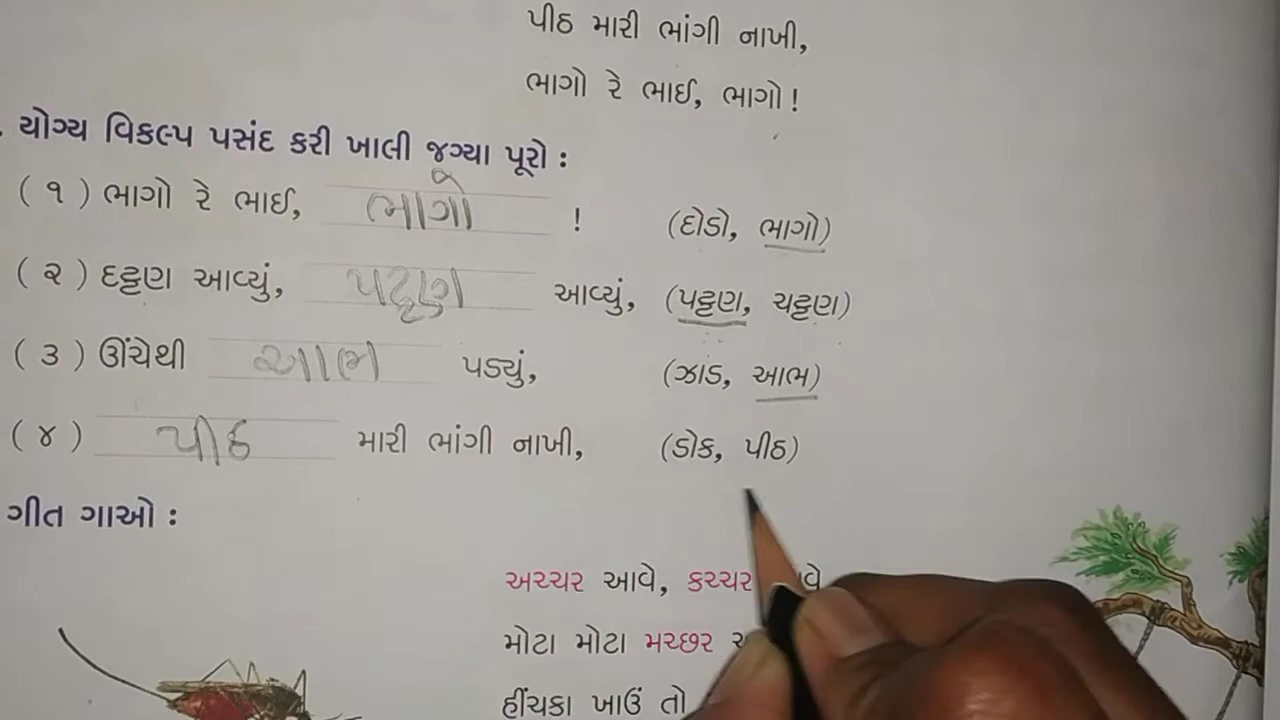 પીઠ મારી ભાંગી નાખી,
ભાગો રે ભાઈ, ભાગો!
યોગ્ય વિકલ્પ પસંદ કરી ખાલી જગ્યા પૂરો :
(૧) ભાગો રે ભાઈ, ભાગો ! (દોડો, ભાગો)
(૨) દટ્ટણ આવ્યું, પટ્ટણ આવ્યું, (પટ્ટણ, ચટ્ટણ)
(૩) ઊંચેથી આભ પડ્યું, (ઝાડ, આભ)
(૪) પીઠ મારી ભાંગી નાખી, (ડોક, પીઠ)
ગીત ગાઓ :
અચ્ચર આવે, કચ્ચર
મોટા મોટા મચ્છર
હીંચકા ખાઉં તો